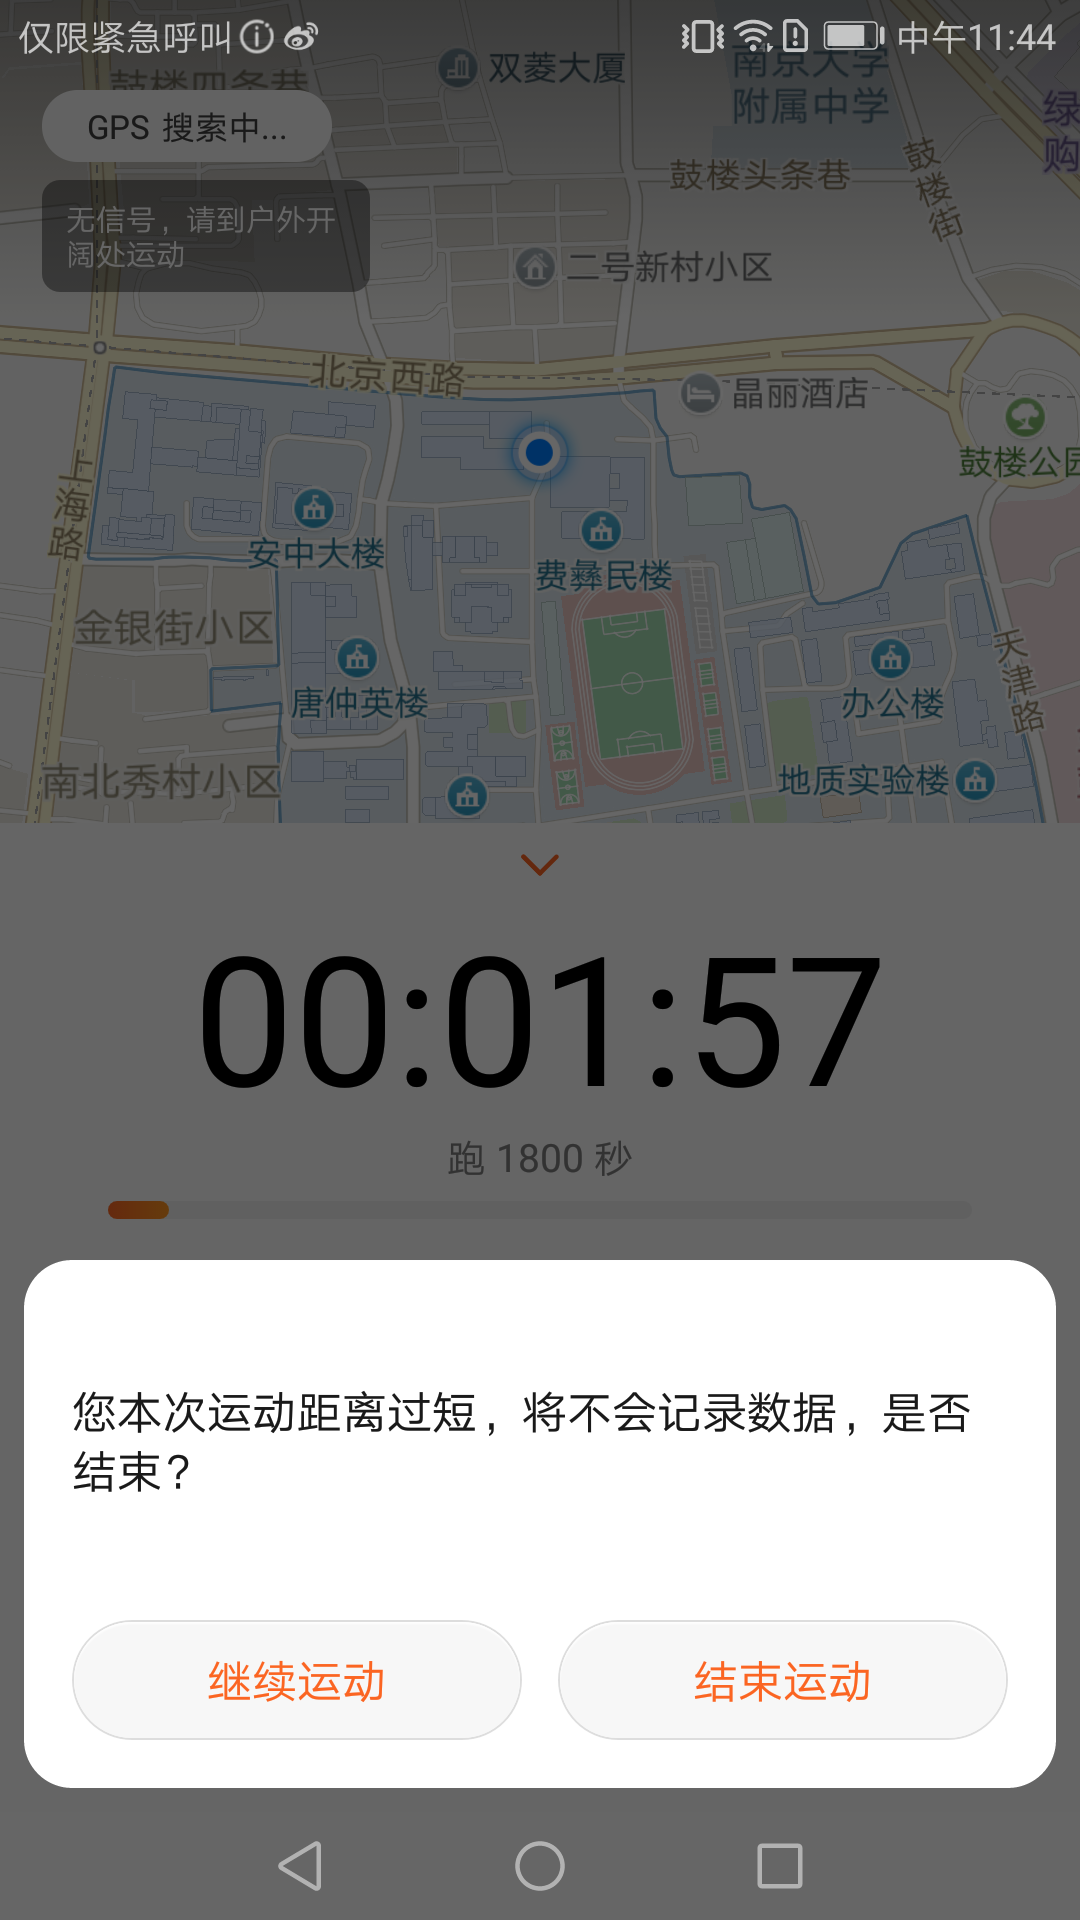 仅限紧急呼叫
中午11:44
鼓楼四条巷
双菱大厦
南京大学
附属中学
绿
购
GPS 搜索中...
鼓楼头条巷
鼓楼街
无信号，请到户外开
阔处运动
二号新村小区
北京西路
晶丽酒店
鼓楼公园
上海路
安中大楼
费彝民楼
金银街小区
天津路
唐仲英楼
办公楼
南北秀村小区
地质实验楼
00:01:57
跑 1800 秒
您本次运动距离过短，将不会记录数据，是否
结束？
继续运动
结束运动